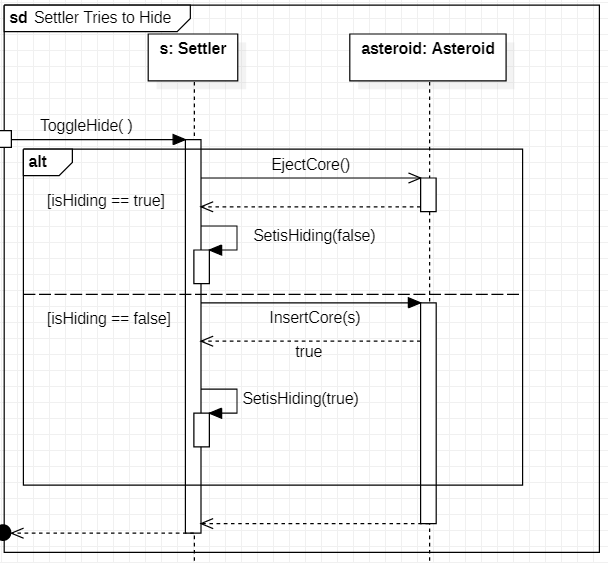 sd Settler Tries to Hide
s: Settler
asteroid: Asteroid
ToggleHide( )
alt
EjectCore()
[isHiding == true]
SetisHiding(false)
[isHiding == false]
InsertCore(s)
true
SetisHiding(true)